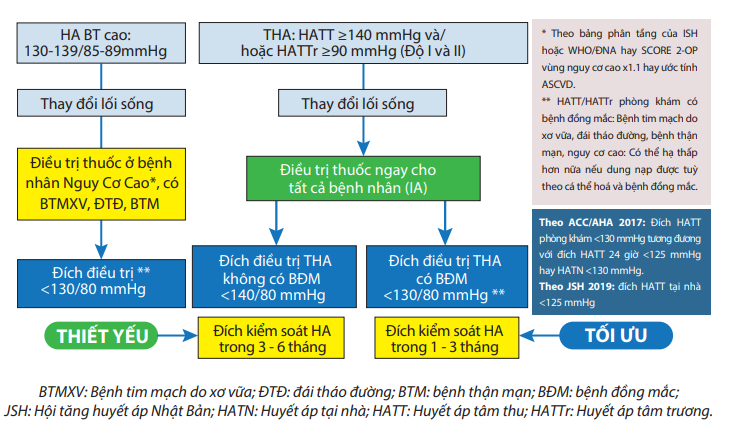 HA BT cao:
130-139/85-89mmHg
THA: HATT ≥140 mmHg và/
hoặc HATTr ≥90 mmHg (Độ I và II)
Thay đổi lối sống
Thay đổi lối sống
Điều trị thuốc ở bệnh
nhân Nguy Cơ Cao*, có
BTMXV, ĐTĐ, BTM
Điều trị thuốc ngay cho
tất cả bệnh nhân (IA)
Đích điều trị **
<130/80 mmHg
Đích điều trị THA
không có BĐM
<140/80 mmHg
Đích điều trị THA
có BĐM
<130/80 mmHg **
THIẾT YẾU
Đích kiểm soát HA
trong 3 - 6 tháng
Đích kiểm soát HA
trong 1 - 3 tháng
TỐI ƯU
* Theo bảng phân tầng của ISH
hoặc WHO/ĐNA hay SCORE 2-OP
vùng nguy cơ cao x1.1 hay ước tính
ASCVD.
** HATT/HATTr phòng khám có
bệnh đồng mắc: Bệnh tim mạch do
xơ vữa, đái tháo đường, bệnh thận
mạn, nguy cơ cao: Có thể hạ thấp
hơn nữa nếu dung nạp được tuỳ
theo cá thể hoá và bệnh đồng mắc.
Theo ACC/AHA 2017: Đích HATT
phòng khám <130 mmHg tương đương
với đích HATT 24 giờ <125 mmHg
hay HATN <130 mmHg.
Theo JSH 2019: đích HATT tại nhà
<125 mmHg
BTMXV: Bệnh tim mạch do xơ vữa; ĐTĐ: đái tháo đường; BTM: bệnh thận mạn; BĐM: bệnh đồng mắc;
JSH: Hội tăng huyết áp Nhật Bản; HATN: Huyết áp tại nhà; HATT: Huyết áp tâm thu; HATTr: Huyết áp tâm trương.